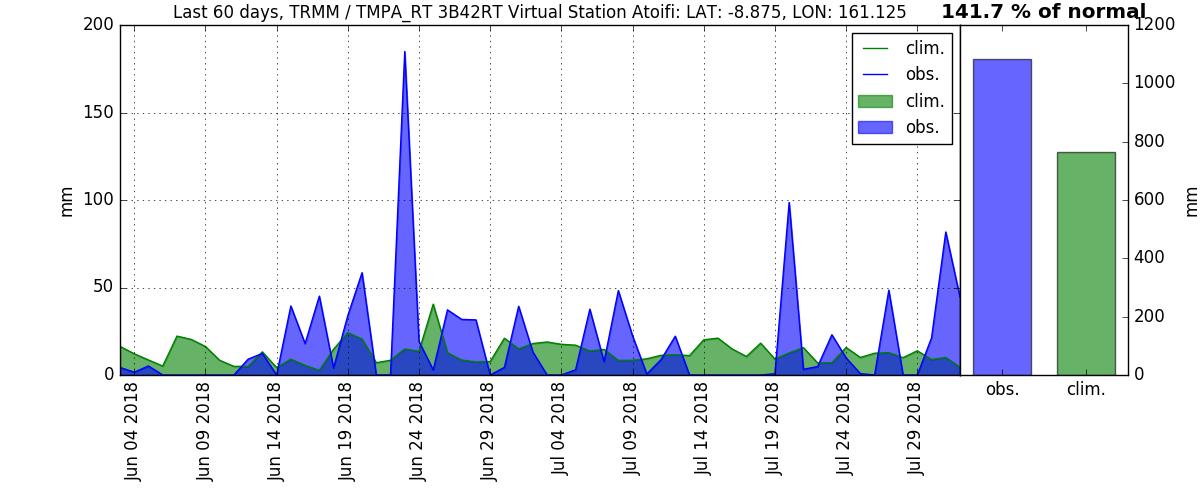 Last 60 days, TRMM / TMPA_RT 3B42RT Virtual Station Atoifi: LAT: -8.875, LON: 161.125
141.7 % of normal
200
150
100
50
0
mm
clim.
obs.
clim.
obs.
1200
1000
800
600
400
200
0
mm
obs.
clim.
Jun 04 2018
Jun 09 2018
Jun 14 2018
Jun 19 2018
Jun 24 2018
Jun 29 2018
Jul 04 2018
Jul 09 2018
Jul 14 2018
Jul 19 2018
Jul 24 2018
Jul 29 2018